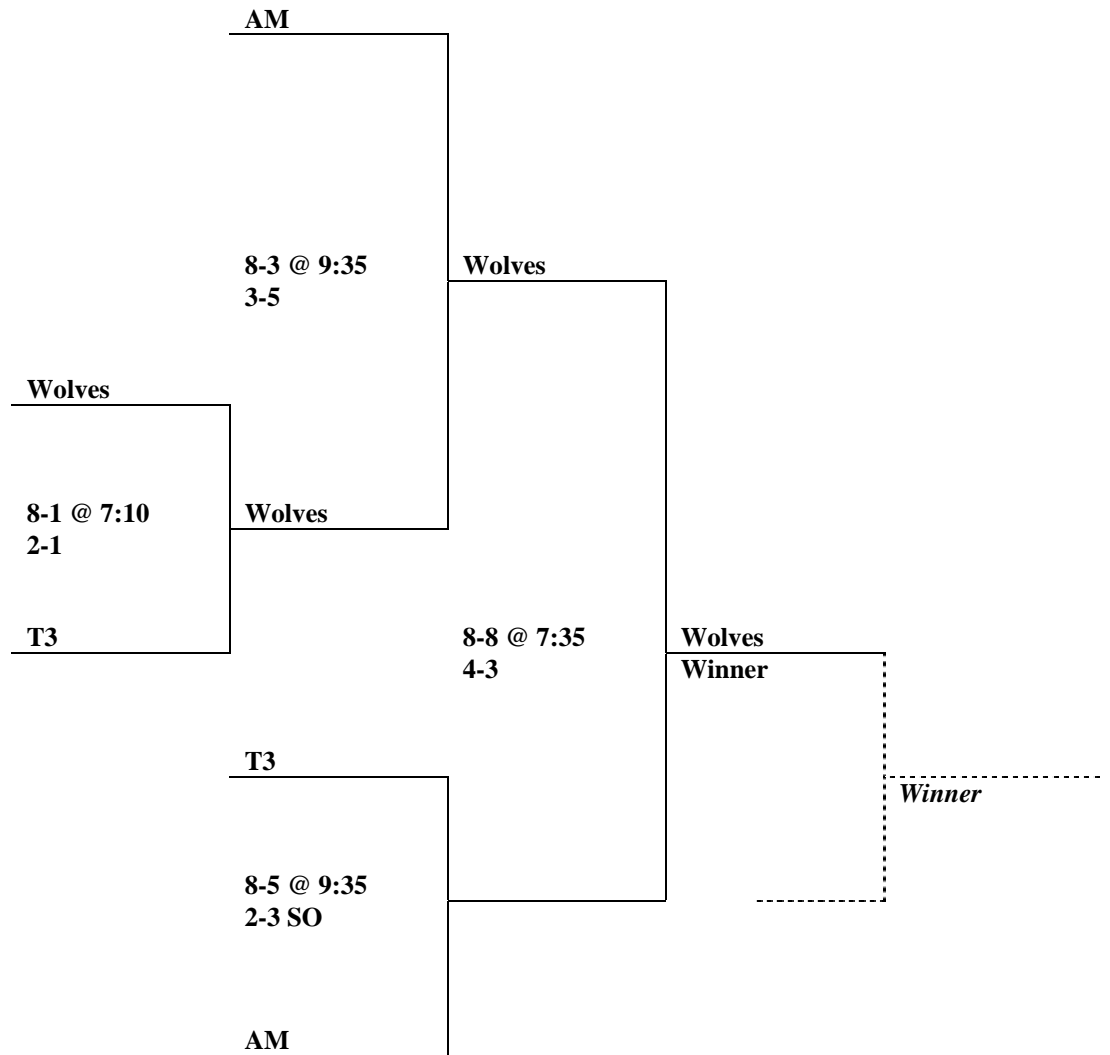 AM
8-3 @ 9:35
3-5
Wolves
Wolves
8-1 @ 7:10
2-1
Wolves
T3
8-8 @ 7:35
4-3
Wolves
Winner
T3
Winner
8-5 @ 9:35
2-3 SO
AM